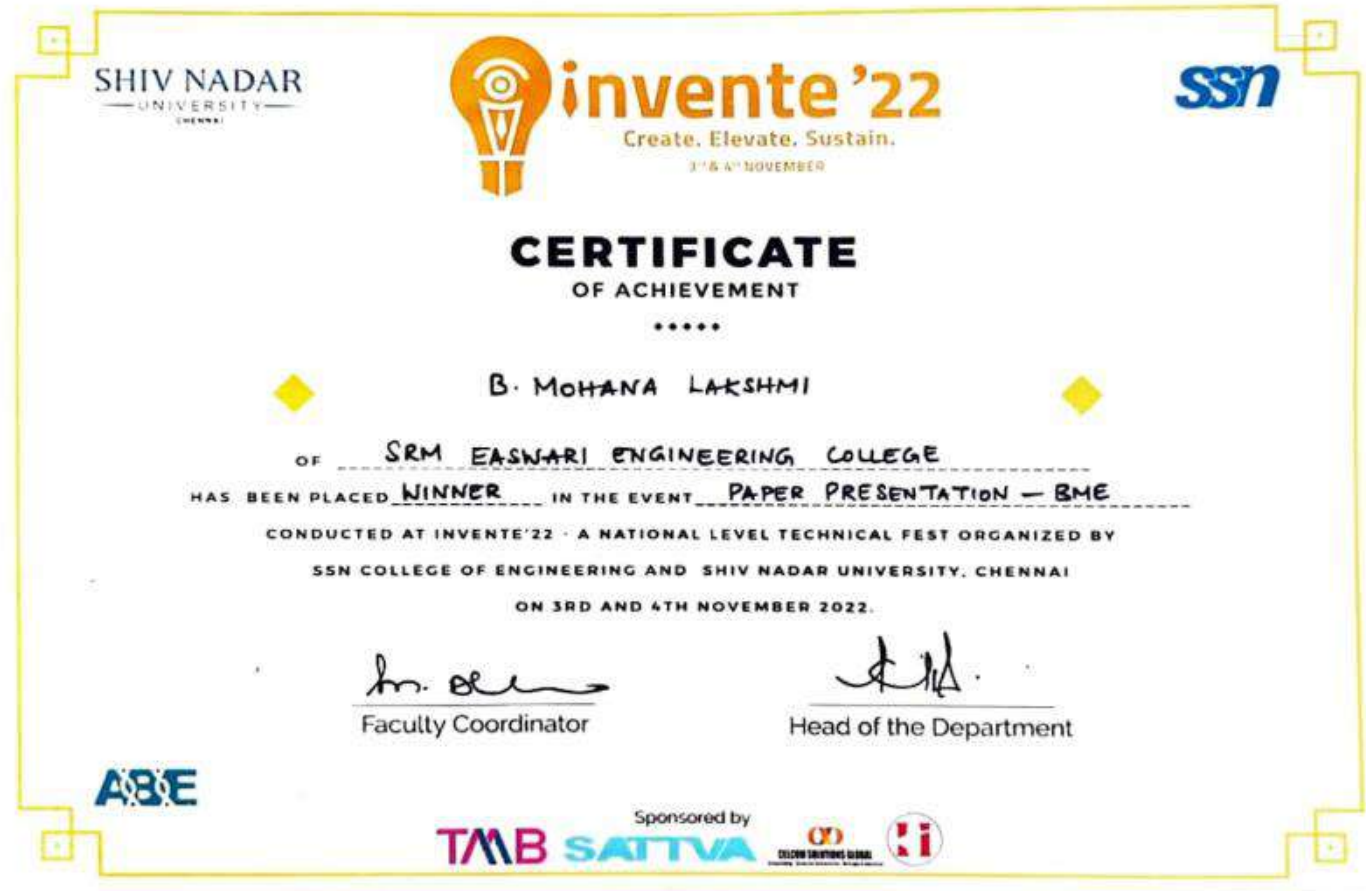 SHIV NADAR
UNIVERSITY
CHENNAI
invente '22
Create. Elevate. Sustain.
3rd & 4th NOVEMBER
ssn
CERTIFICATE
OF ACHIEVEMENT
B. MOHANA LAKSHMI
OF SRM EASWARI ENGINEERING COLLEGE
HAS BEEN PLACED WINNER IN THE EVENT PAPER PRESENTATION — BME
CONDUCTED AT INVENTE'22 - A NATIONAL LEVEL TECHNICAL FEST ORGANIZED BY
SSN COLLEGE OF ENGINEERING AND SHIV NADAR UNIVERSITY, CHENNAI
ON 3RD AND 4TH NOVEMBER 2022.
Faculty Coordinator
Head of the Department
ABE
Sponsored by
TMB SATTVA
CELCOM SOLUTIONS GLOBAL